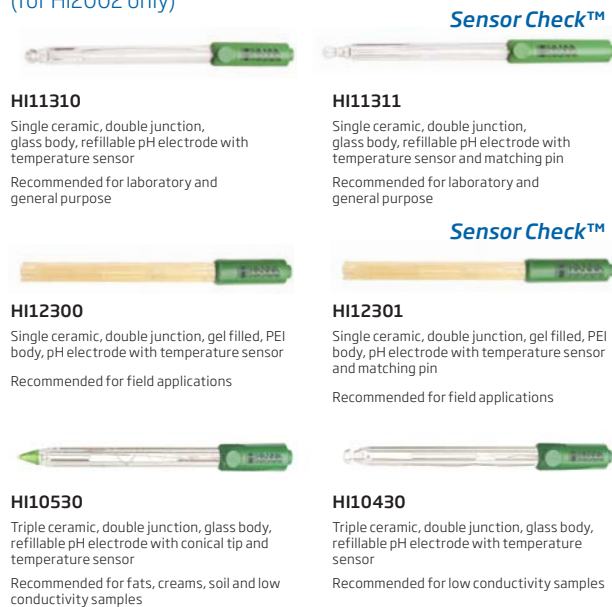 (for HI2002 only)
Sensor Check™
HI11310
Single ceramic, double junction,
glass body, refillable pH electrode with
temperature sensor
Recommended for laboratory and
general purpose
HI11311
Single ceramic, double junction,
glass body, refillable pH electrode with
temperature sensor and matching pin
Recommended for laboratory and
general purpose
Sensor Check™
HI12300
Single ceramic, double junction, gel filled, PEI
body, pH electrode with temperature sensor
Recommended for field applications
HI12301
Single ceramic, double junction, gel filled, PEI
body, pH electrode with temperature sensor
and matching pin
Recommended for field applications
HI10530
Triple ceramic, double junction, glass body,
refillable pH electrode with conical tip and
temperature sensor
Recommended for fats, creams, soil and low
conductivity samples
HI10430
Triple ceramic, double junction, glass body,
refillable pH electrode with temperature
sensor
Recommended for low conductivity samples